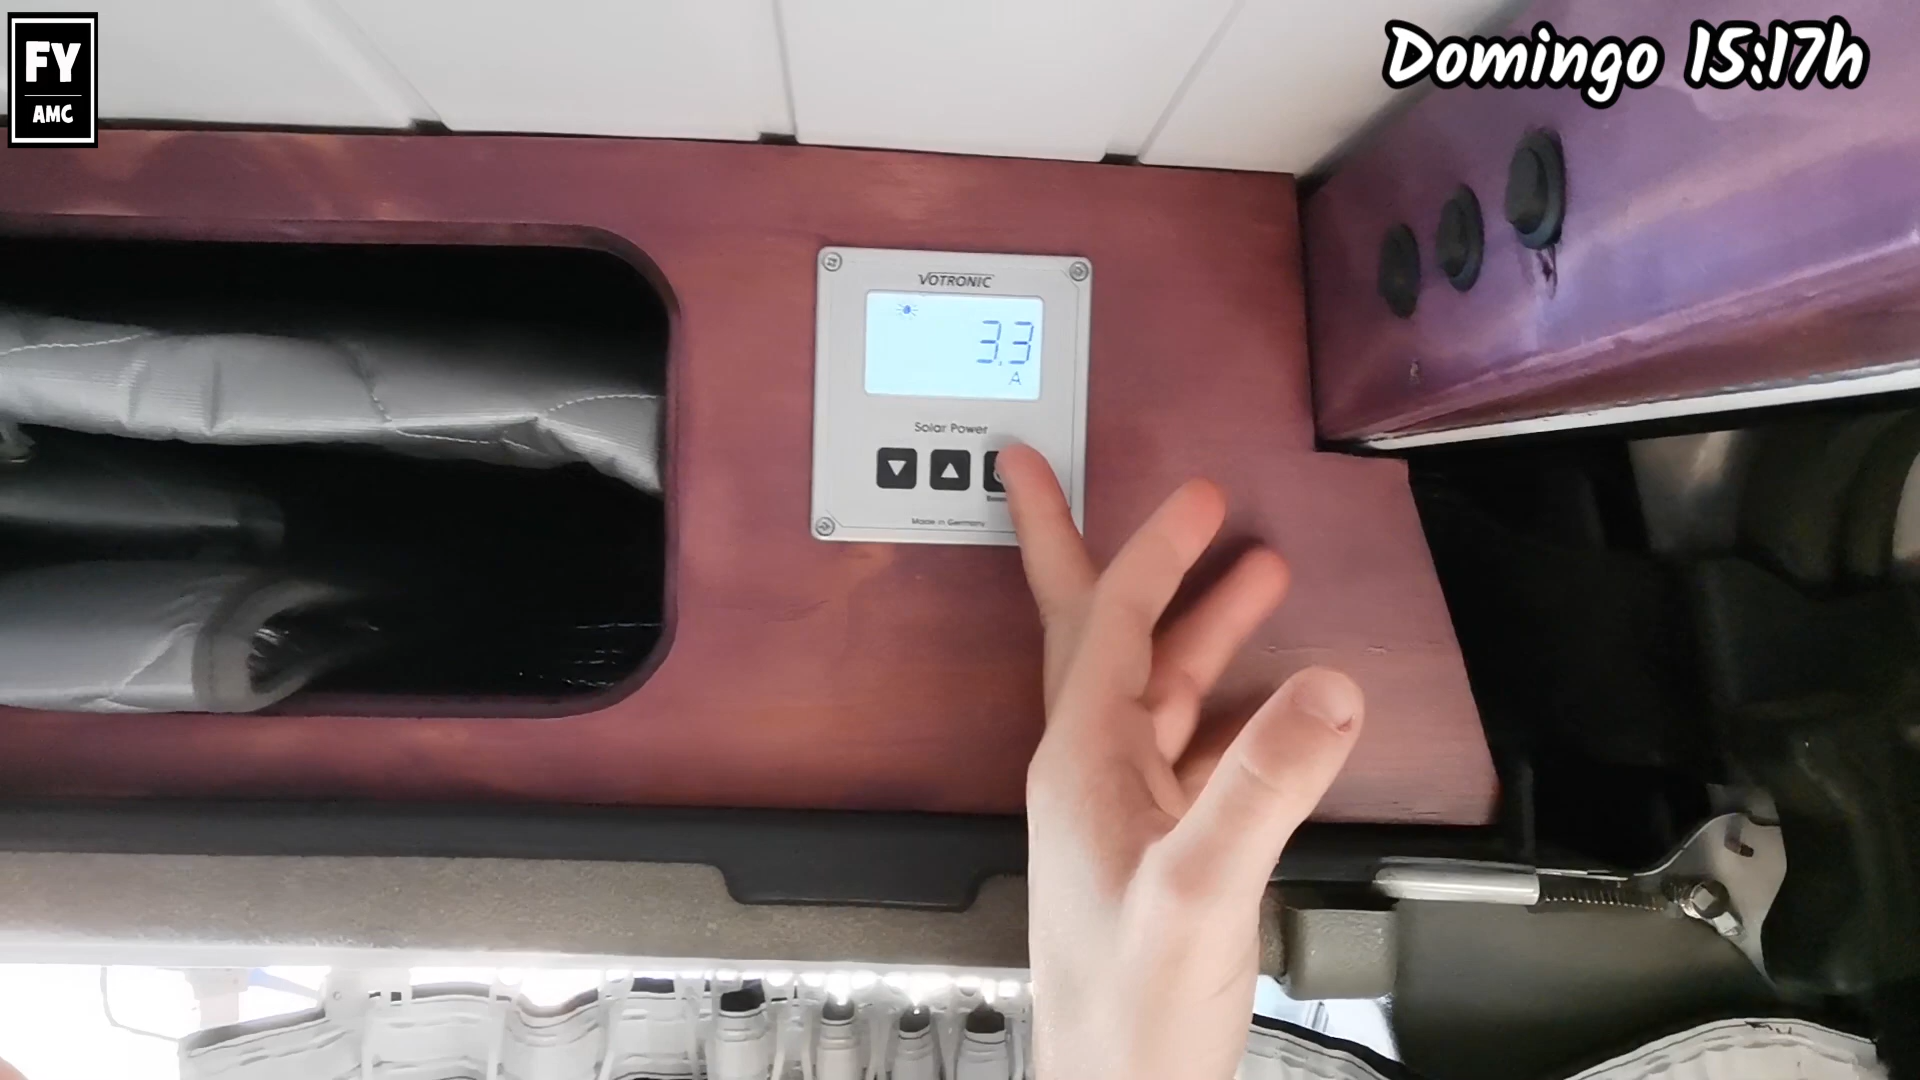 FY
AMC
Domingo 15:17h
VOTRONIC
3.3
A
Solar Power
Made in Germany